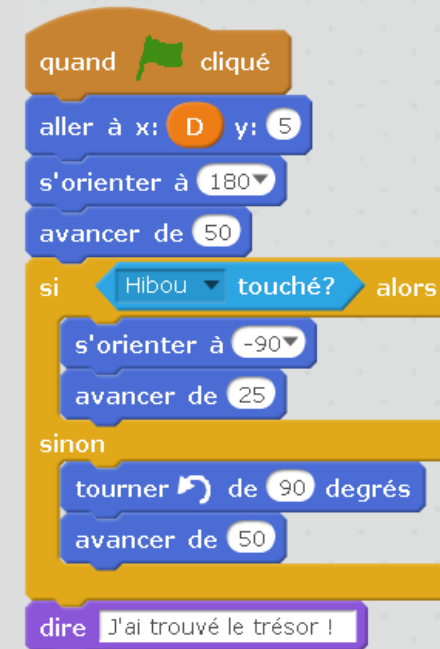 quand cliqué
aller à x: D y: 5
s'orienter à 180
avancer de 50
si Hibou touché? alors
s'orienter à -90
avancer de 25
sinon
tourner de 90 degrés
avancer de 50
dire J'ai trouvé le trésor !